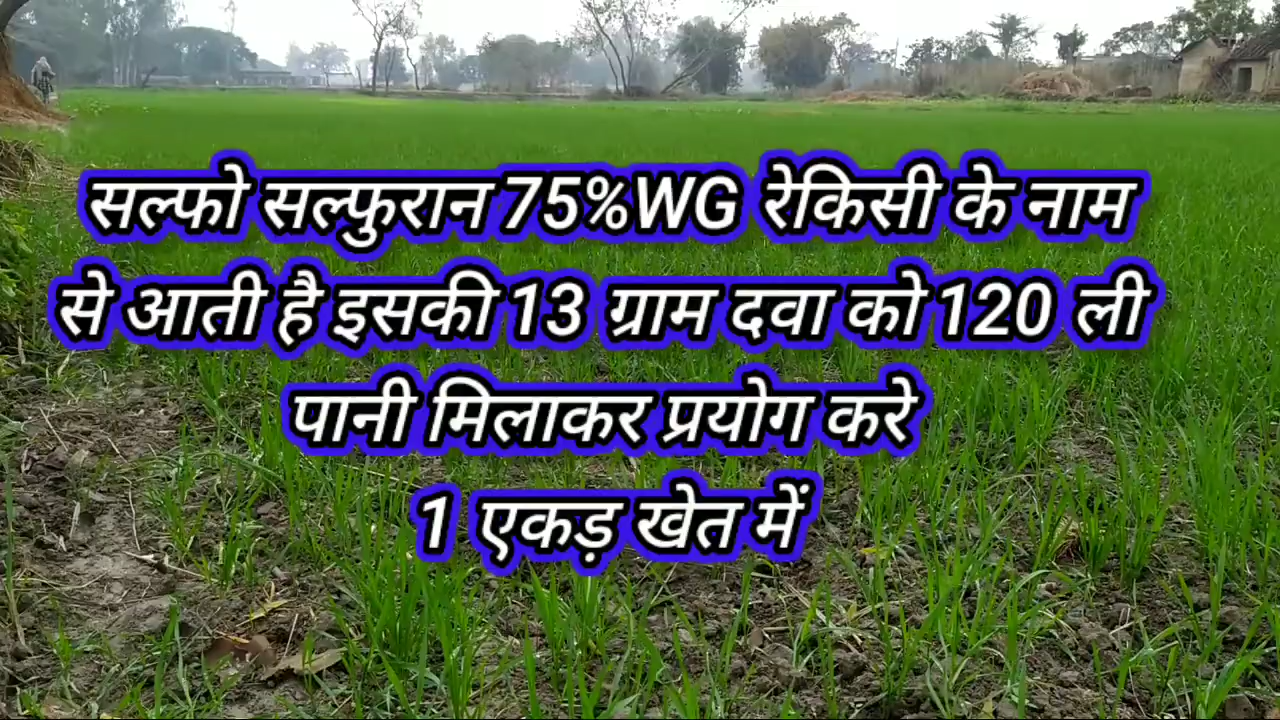 सल्फो सल्फुरान 75%WG रेकिसी के नाम
से आती है इसकी 13 ग्राम दवा को 120 ली
पानी मिलाकर प्रयोग करे
1 एकड़ खेत में